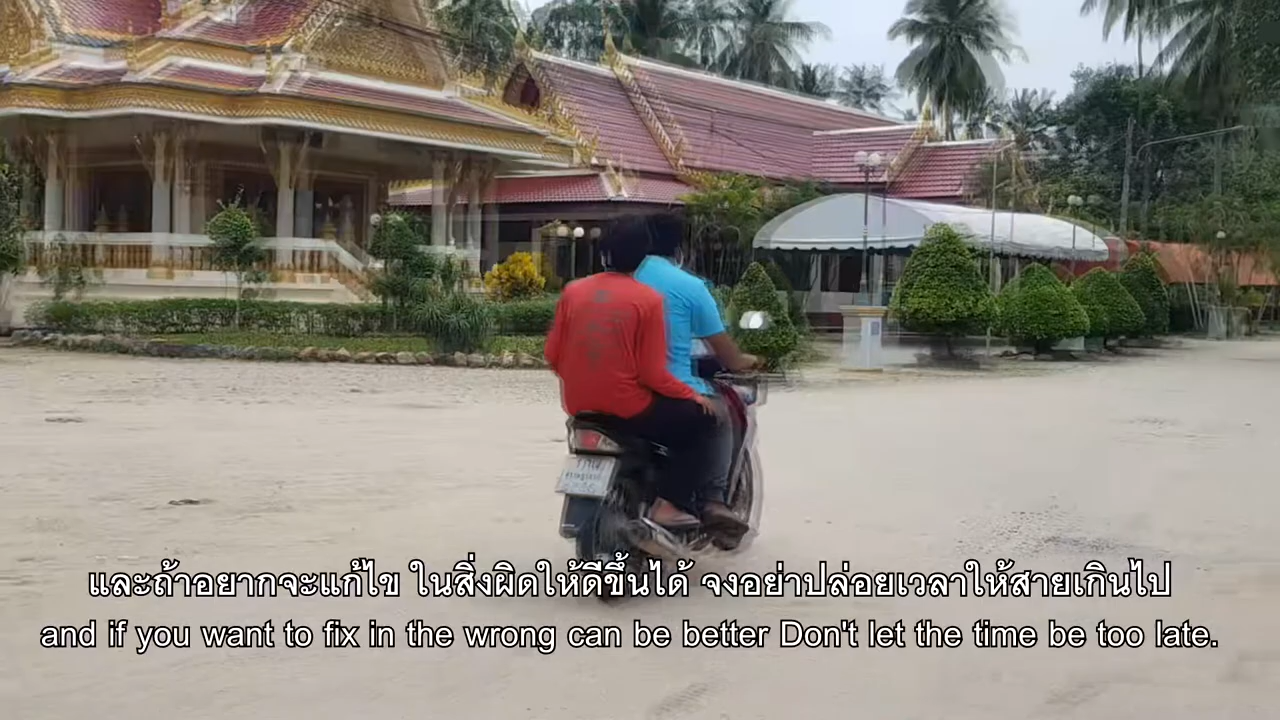 และถ้าอยากจะแก้ไข ในสิ่งผิดให้ดีขึ้นได้ จงอย่าปล่อยเวลาให้สายเกินไป
and if you want to fix in the wrong can be better Don't let the time be too late.